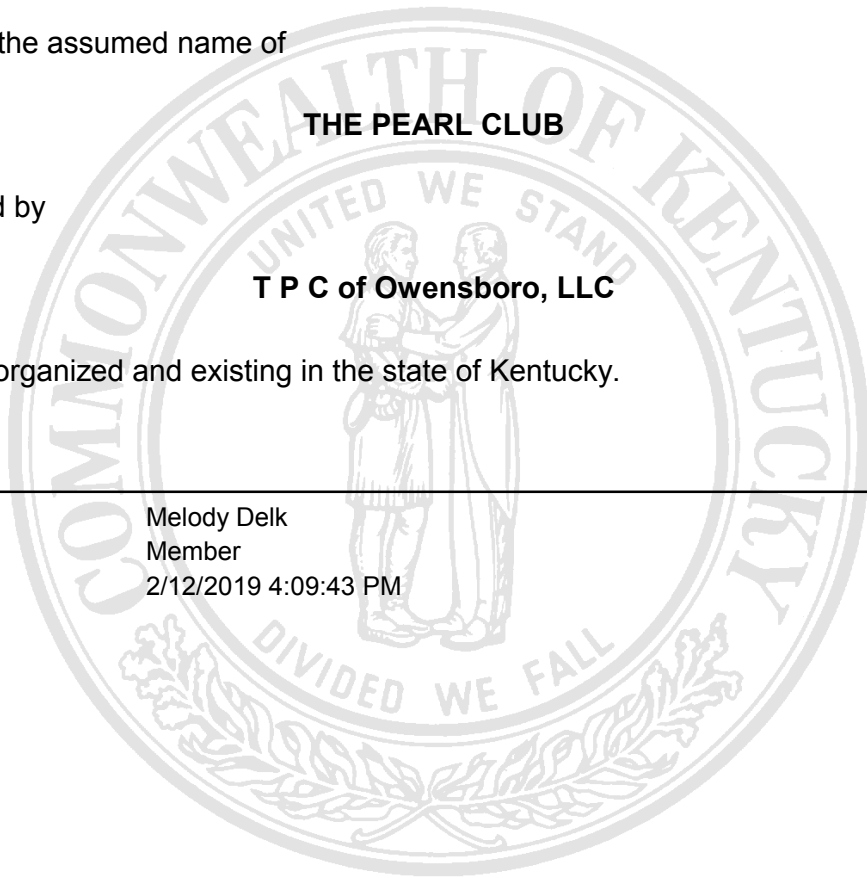 the assumed name of
THE PEARL CLUB
d by
T P C of Owensboro, LLC
organized and existing in the state of Kentucky.
Melody Delk
Member
2/12/2019 4:09:43 PM
COMMONWEALTH OF KENTUCKY
UNITED WE STAND
DIVIDED WE FALL